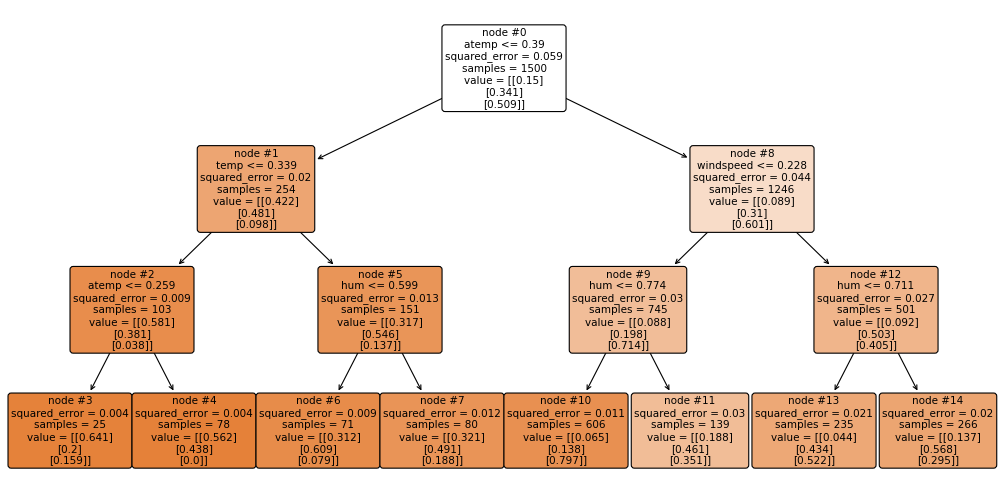 node #0
atemp <= 0.39
squared_error = 0.059
samples = 1500
value = [[0.15]
[0.341]
[0.509]]
node #1
temp <= 0.339
squared_error = 0.02
samples = 254
value = [[0.422]
[0.481]
[0.098]]
node #8
windspeed <= 0.228
squared_error = 0.044
samples = 1246
value = [[0.089]
[0.31]
[0.601]]
node #2
atemp <= 0.259
squared_error = 0.009
samples = 103
value = [[0.581]
[0.381]
[0.038]]
node #5
hum <= 0.599
squared_error = 0.013
samples = 151
value = [[0.317]
[0.546]
[0.137]]
node #9
hum <= 0.774
squared_error = 0.03
samples = 745
value = [[0.088]
[0.198]
[0.714]]
node #12
hum <= 0.711
squared_error = 0.027
samples = 501
value = [[0.092]
[0.503]
[0.405]]
node #3
squared_error = 0.004
samples = 25
value = [[0.641]
[0.2]
[0.159]]
node #4
squared_error = 0.004
samples = 78
value = [[0.562]
[0.438]
[0.0]]
node #6
squared_error = 0.009
samples = 71
value = [[0.312]
[0.609]
[0.079]]
node #7
squared_error = 0.012
samples = 80
value = [[0.321]
[0.491]
[0.188]]
node #10
squared_error = 0.011
samples = 606
value = [[0.065]
[0.138]
[0.797]]
node #11
squared_error = 0.03
samples = 139
value = [[0.188]
[0.461]
[0.351]]
node #13
squared_error = 0.021
samples = 235
value = [[0.044]
[0.434]
[0.522]]
node #14
squared_error = 0.02
samples = 266
value = [[0.137]
[0.568]
[0.295]]